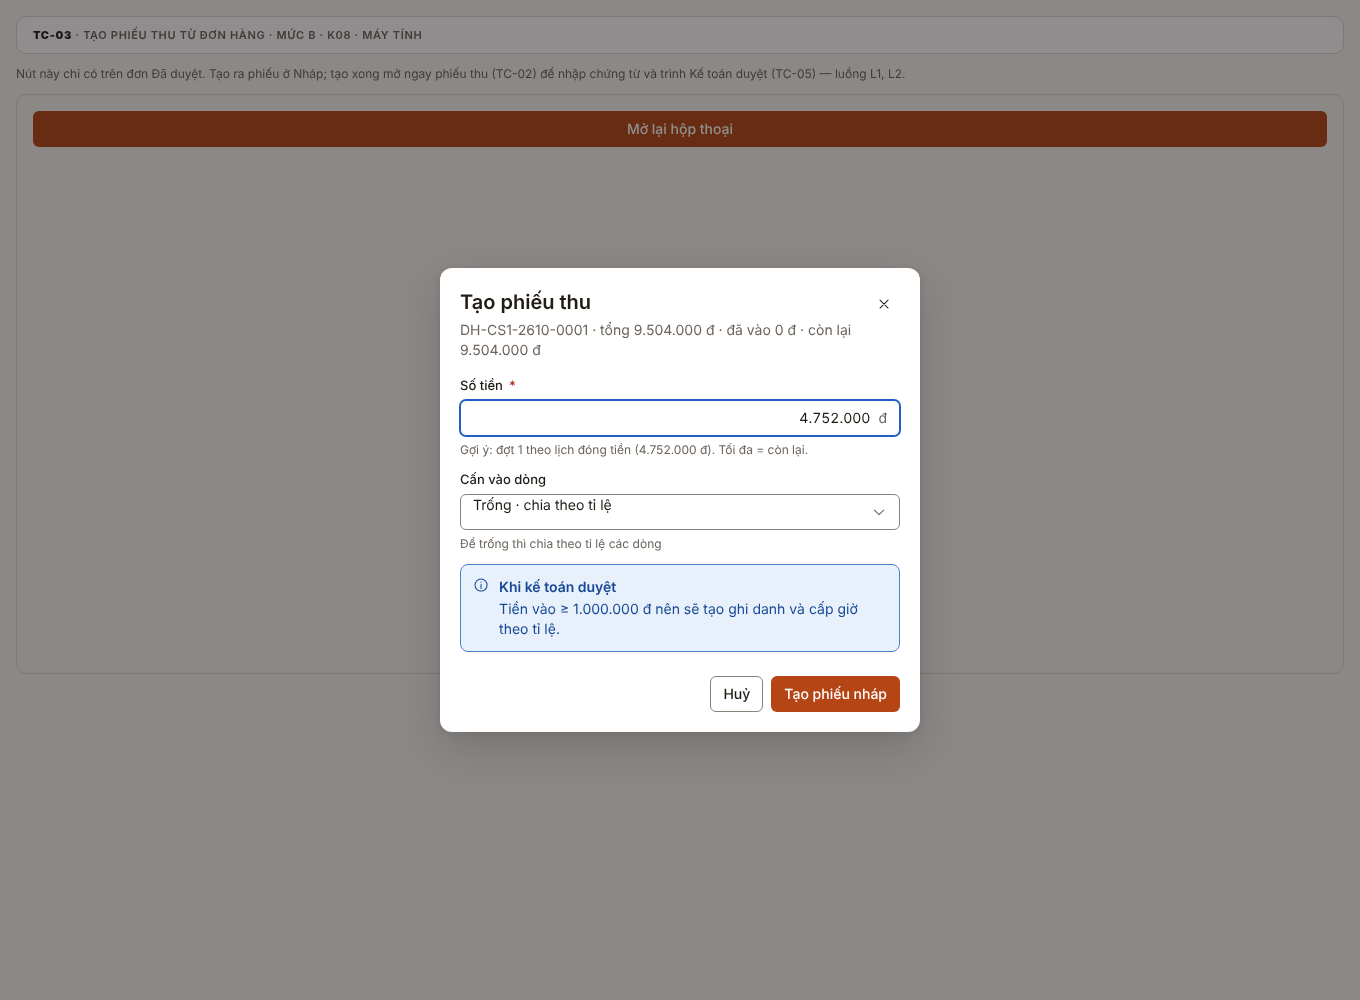 TC-03 · TẠO PHIẾU THU TỪ ĐƠN HÀNG · MỨC B · K08 · MÁY TÍNH
Nút này chỉ có trên đơn Đã duyệt. Tạo ra phiếu ở Nháp; tạo xong mở ngay phiếu thu (TC-02) để nhập chứng từ và trình Kế toán duyệt (TC-05) — luồng L1, L2.
Mở lại hộp thoại
Tạo phiếu thu
DH-CS1-2610-0001 · tổng 9.504.000 đ · đã vào 0 đ · còn lại
9.504.000 đ
Số tiền *
4.752.000 đ
Gợi ý: đợt 1 theo lịch đóng tiền (4.752.000 đ). Tối đa = còn lại.
Cấn vào dòng
Trống · chia theo tỉ lệ
Để trống thì chia theo tỉ lệ các dòng
Khi kế toán duyệt
Tiền vào ≥ 1.000.000 đ nên sẽ tạo ghi danh và cấp giờ
theo tỉ lệ.
Huỷ
Tạo phiếu nháp